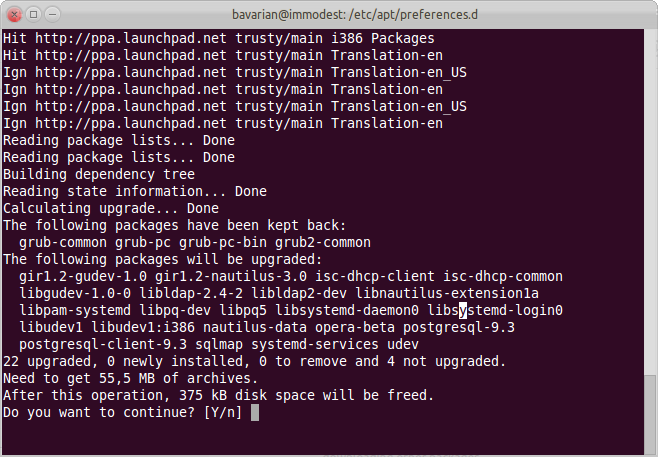 bavarian@immodest: /etc/apt/preferences.d
Hit http://ppa.launchpad.net trusty/main i386 Packages
Hit http://ppa.launchpad.net trusty/main Translation-en
Ign http://ppa.launchpad.net trusty/main Translation-en_US
Ign http://ppa.launchpad.net trusty/main Translation-en
Ign http://ppa.launchpad.net trusty/main Translation-en_US
Ign http://ppa.launchpad.net trusty/main Translation-en
Reading package lists... Done
Reading package lists... Done
Building dependency tree
Reading state information... Done
Calculating upgrade... Done
The following packages have been kept back:
  grub-common grub-pc grub-pc-bin grub2-common
The following packages will be upgraded:
  gir1.2-gudev-1.0 gir1.2-nautilus-3.0 isc-dhcp-client isc-dhcp-common
  libgudev-1.0-0 libldap-2.4-2 libldap2-dev libnautilus-extension1a
  libpam-systemd libpq-dev libpq5 libsystemd-daemon0 libsystemd-login0
  libudev1 libudev1:i386 nautilus-data opera-beta postgresql-9.3
  postgresql-client-9.3 sqlmap systemd-services udev
22 upgraded, 0 newly installed, 0 to remove and 4 not upgraded.
Need to get 55,5 MB of archives.
After this operation, 375 kB disk space will be freed.
Do you want to continue? [Y/n]